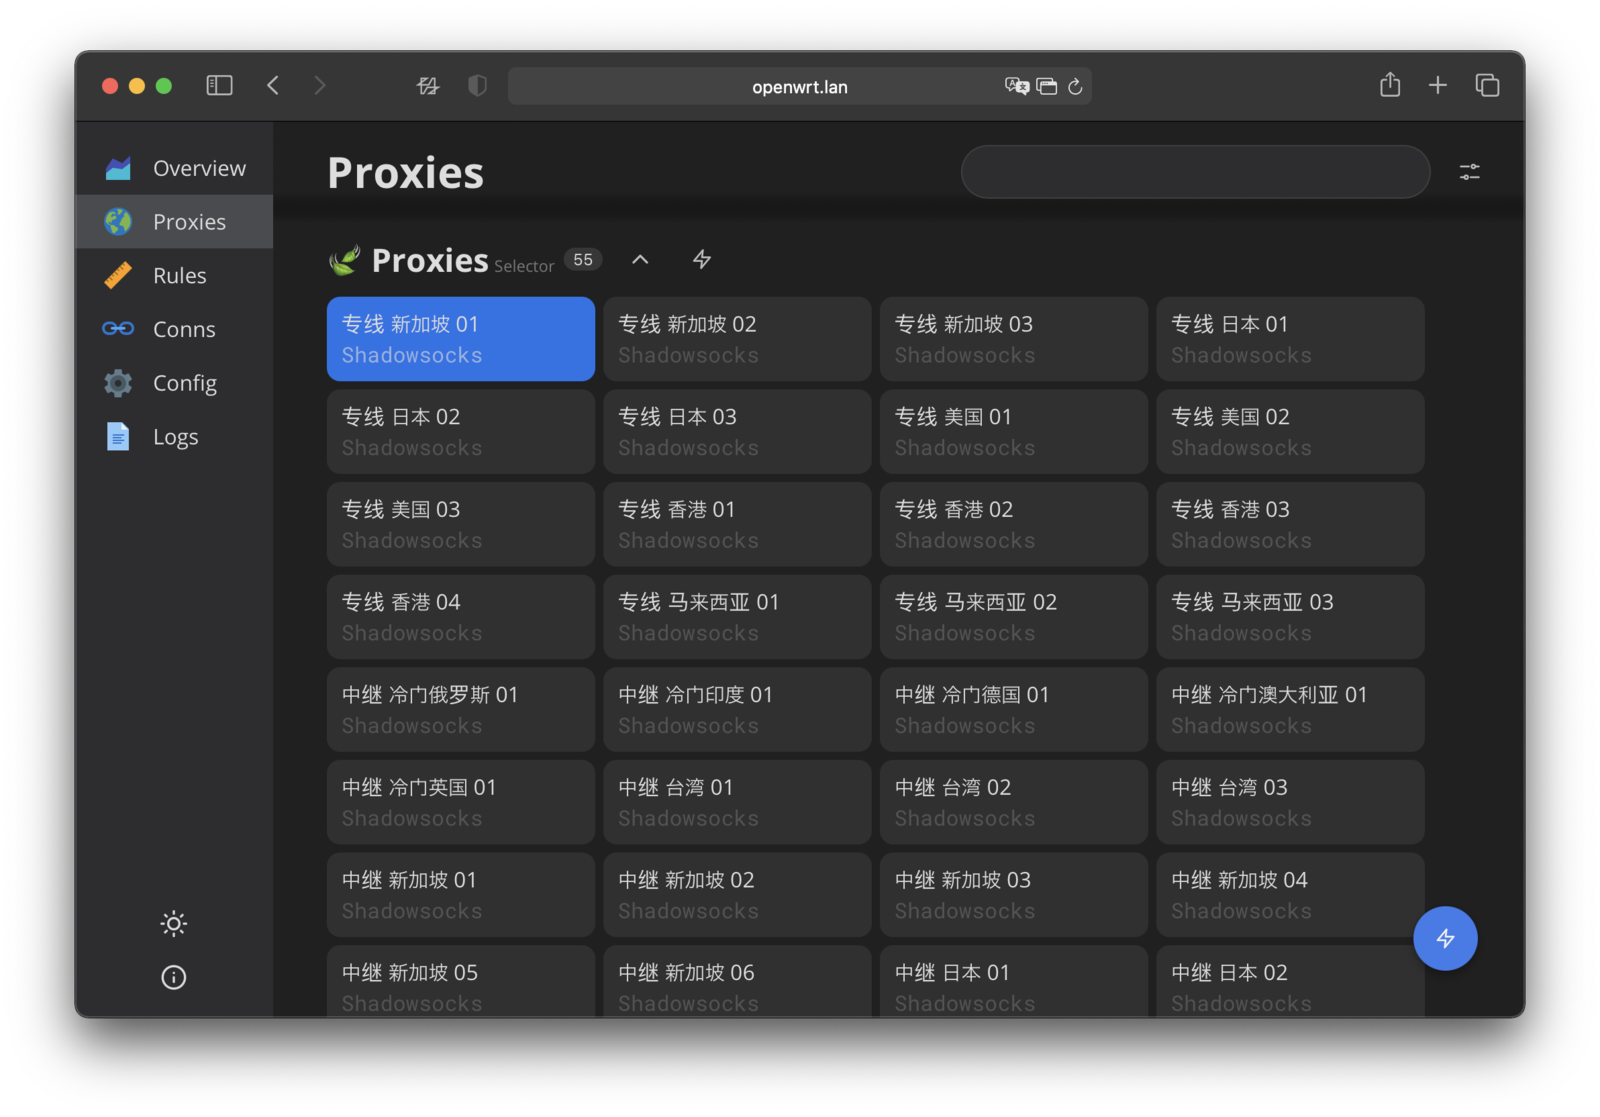 openwrt.lan
Overview
Proxies
Rules
Conns
Config
Logs
Proxies
Proxies Selector 55
专线 新加坡 01
Shadowsocks
专线 新加坡 02
Shadowsocks
专线 新加坡 03
Shadowsocks
专线 日本 01
Shadowsocks
专线 日本 02
Shadowsocks
专线 日本 03
Shadowsocks
专线 美国 01
Shadowsocks
专线 美国 02
Shadowsocks
专线 美国 03
Shadowsocks
专线 香港 01
Shadowsocks
专线 香港 02
Shadowsocks
专线 香港 03
Shadowsocks
专线 香港 04
Shadowsocks
专线 马来西亚 01
Shadowsocks
专线 马来西亚 02
Shadowsocks
专线 马来西亚 03
Shadowsocks
中继 冷门俄罗斯 01
Shadowsocks
中继 冷门印度 01
Shadowsocks
中继 冷门德国 01
Shadowsocks
中继 冷门澳大利亚 01
Shadowsocks
中继 冷门英国 01
Shadowsocks
中继 台湾 01
Shadowsocks
中继 台湾 02
Shadowsocks
中继 台湾 03
Shadowsocks
中继 新加坡 01
Shadowsocks
中继 新加坡 02
Shadowsocks
中继 新加坡 03
Shadowsocks
中继 新加坡 04
Shadowsocks
中继 新加坡 05
Shadowsocks
中继 新加坡 06
Shadowsocks
中继 日本 01
Shadowsocks
中继 日本 02
Shadowsocks